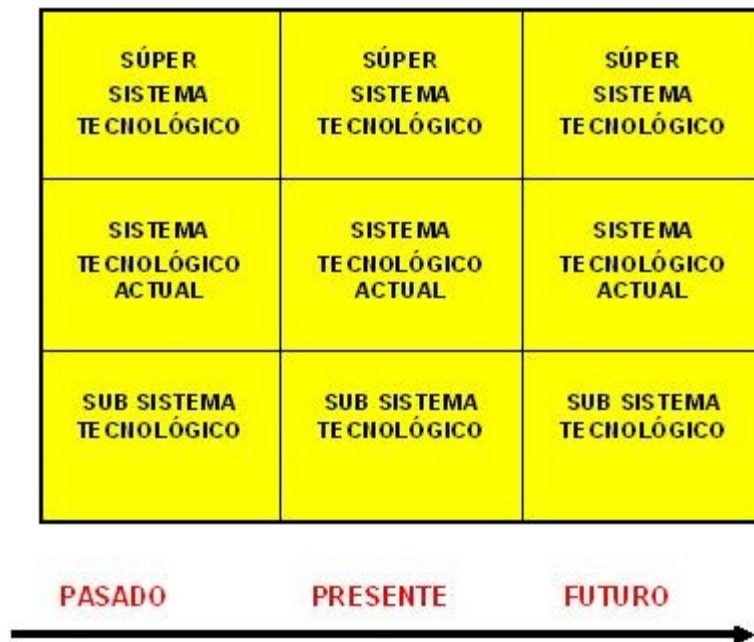 SÚPER
SISTEMA
TECNOLÓGICO
SÚPER
SISTEMA
TECNOLÓGICO
SÚPER
SISTEMA
TECNOLÓGICO
SISTEMA
TECNOLÓGICO
ACTUAL
SISTEMA
TECNOLÓGICO
ACTUAL
SISTEMA
TECNOLÓGICO
ACTUAL
SUB SISTEMA
TECNOLÓGICO
SUB SISTEMA
TECNOLÓGICO
SUB SISTEMA
TECNOLÓGICO
PASADO
PRESENTE
FUTURO